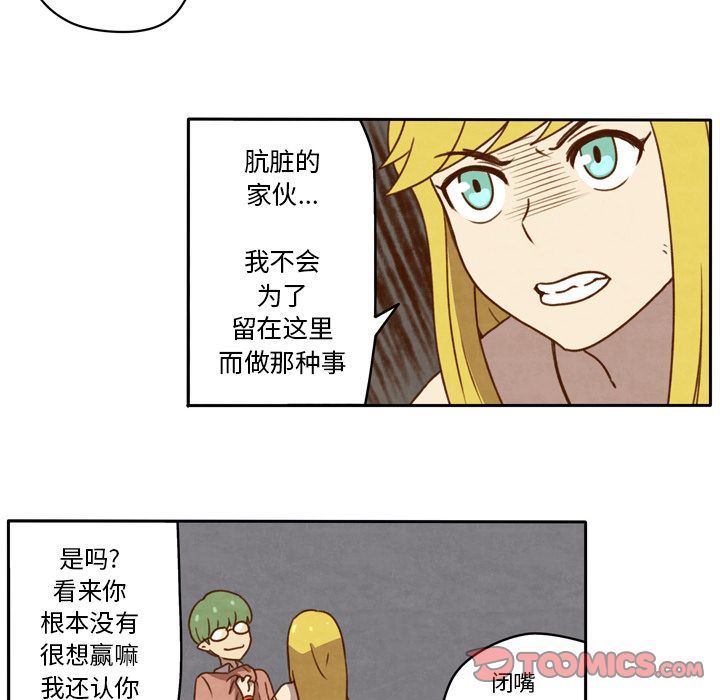 肮脏的
家伙...
我不会
为了
留在这里
而做那种事
是吗?
看来你
根本没有
很想赢嘛
我还认你
闭嘴
TOOMICS.COM